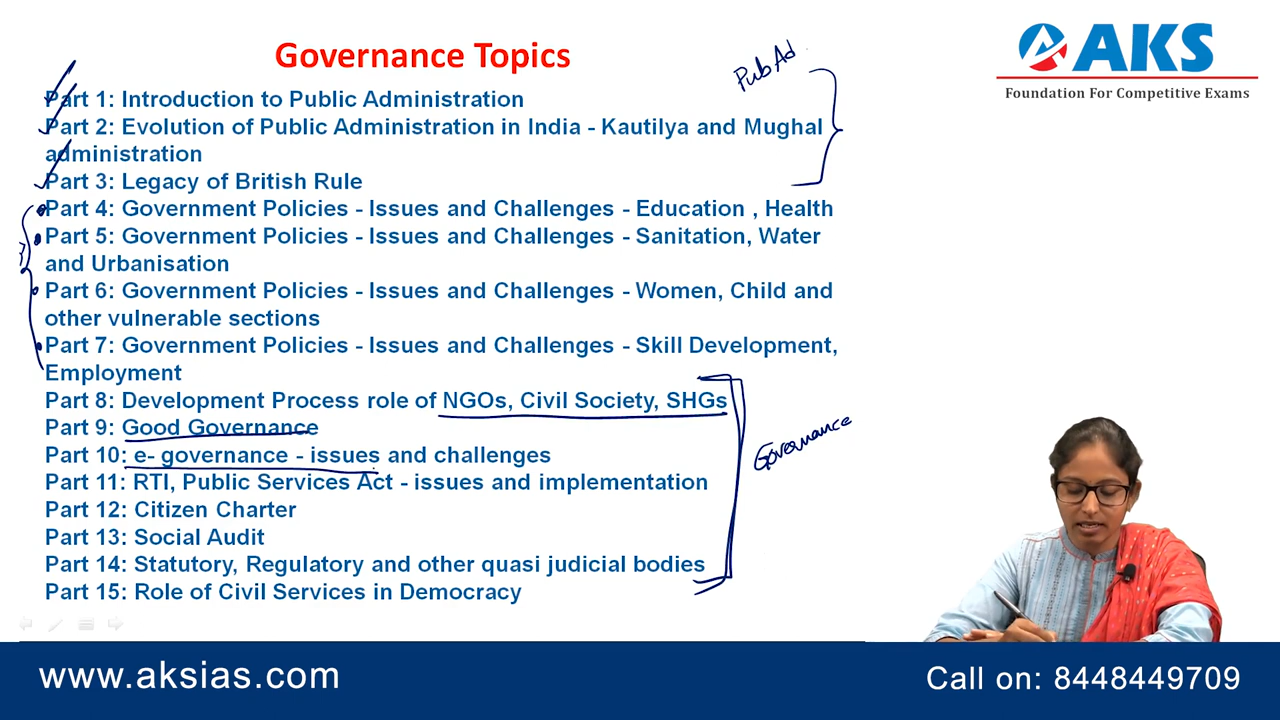 Governance Topics
Pub Ad
AKS
Foundation For Competitive Exams
Part 1: Introduction to Public Administration
Part 2: Evolution of Public Administration in India - Kautilya and Mughal
administration
Part 3: Legacy of British Rule
Part 4: Government Policies - Issues and Challenges - Education , Health
Part 5: Government Policies - Issues and Challenges - Sanitation, Water
and Urbanisation
Part 6: Government Policies - Issues and Challenges - Women, Child and
other vulnerable sections
Part 7: Government Policies - Issues and Challenges - Skill Development,
Employment
Part 8: Development Process role of NGOs, Civil Society, SHGs
Part 9: Good Governance
Governance
Part 10: e- governance - issues and challenges
Part 11: RTI, Public Services Act - issues and implementation
Part 12: Citizen Charter
Part 13: Social Audit
Part 14: Statutory, Regulatory and other quasi judicial bodies
Part 15: Role of Civil Services in Democracy
www.aksias.com
Call on: 8448449709